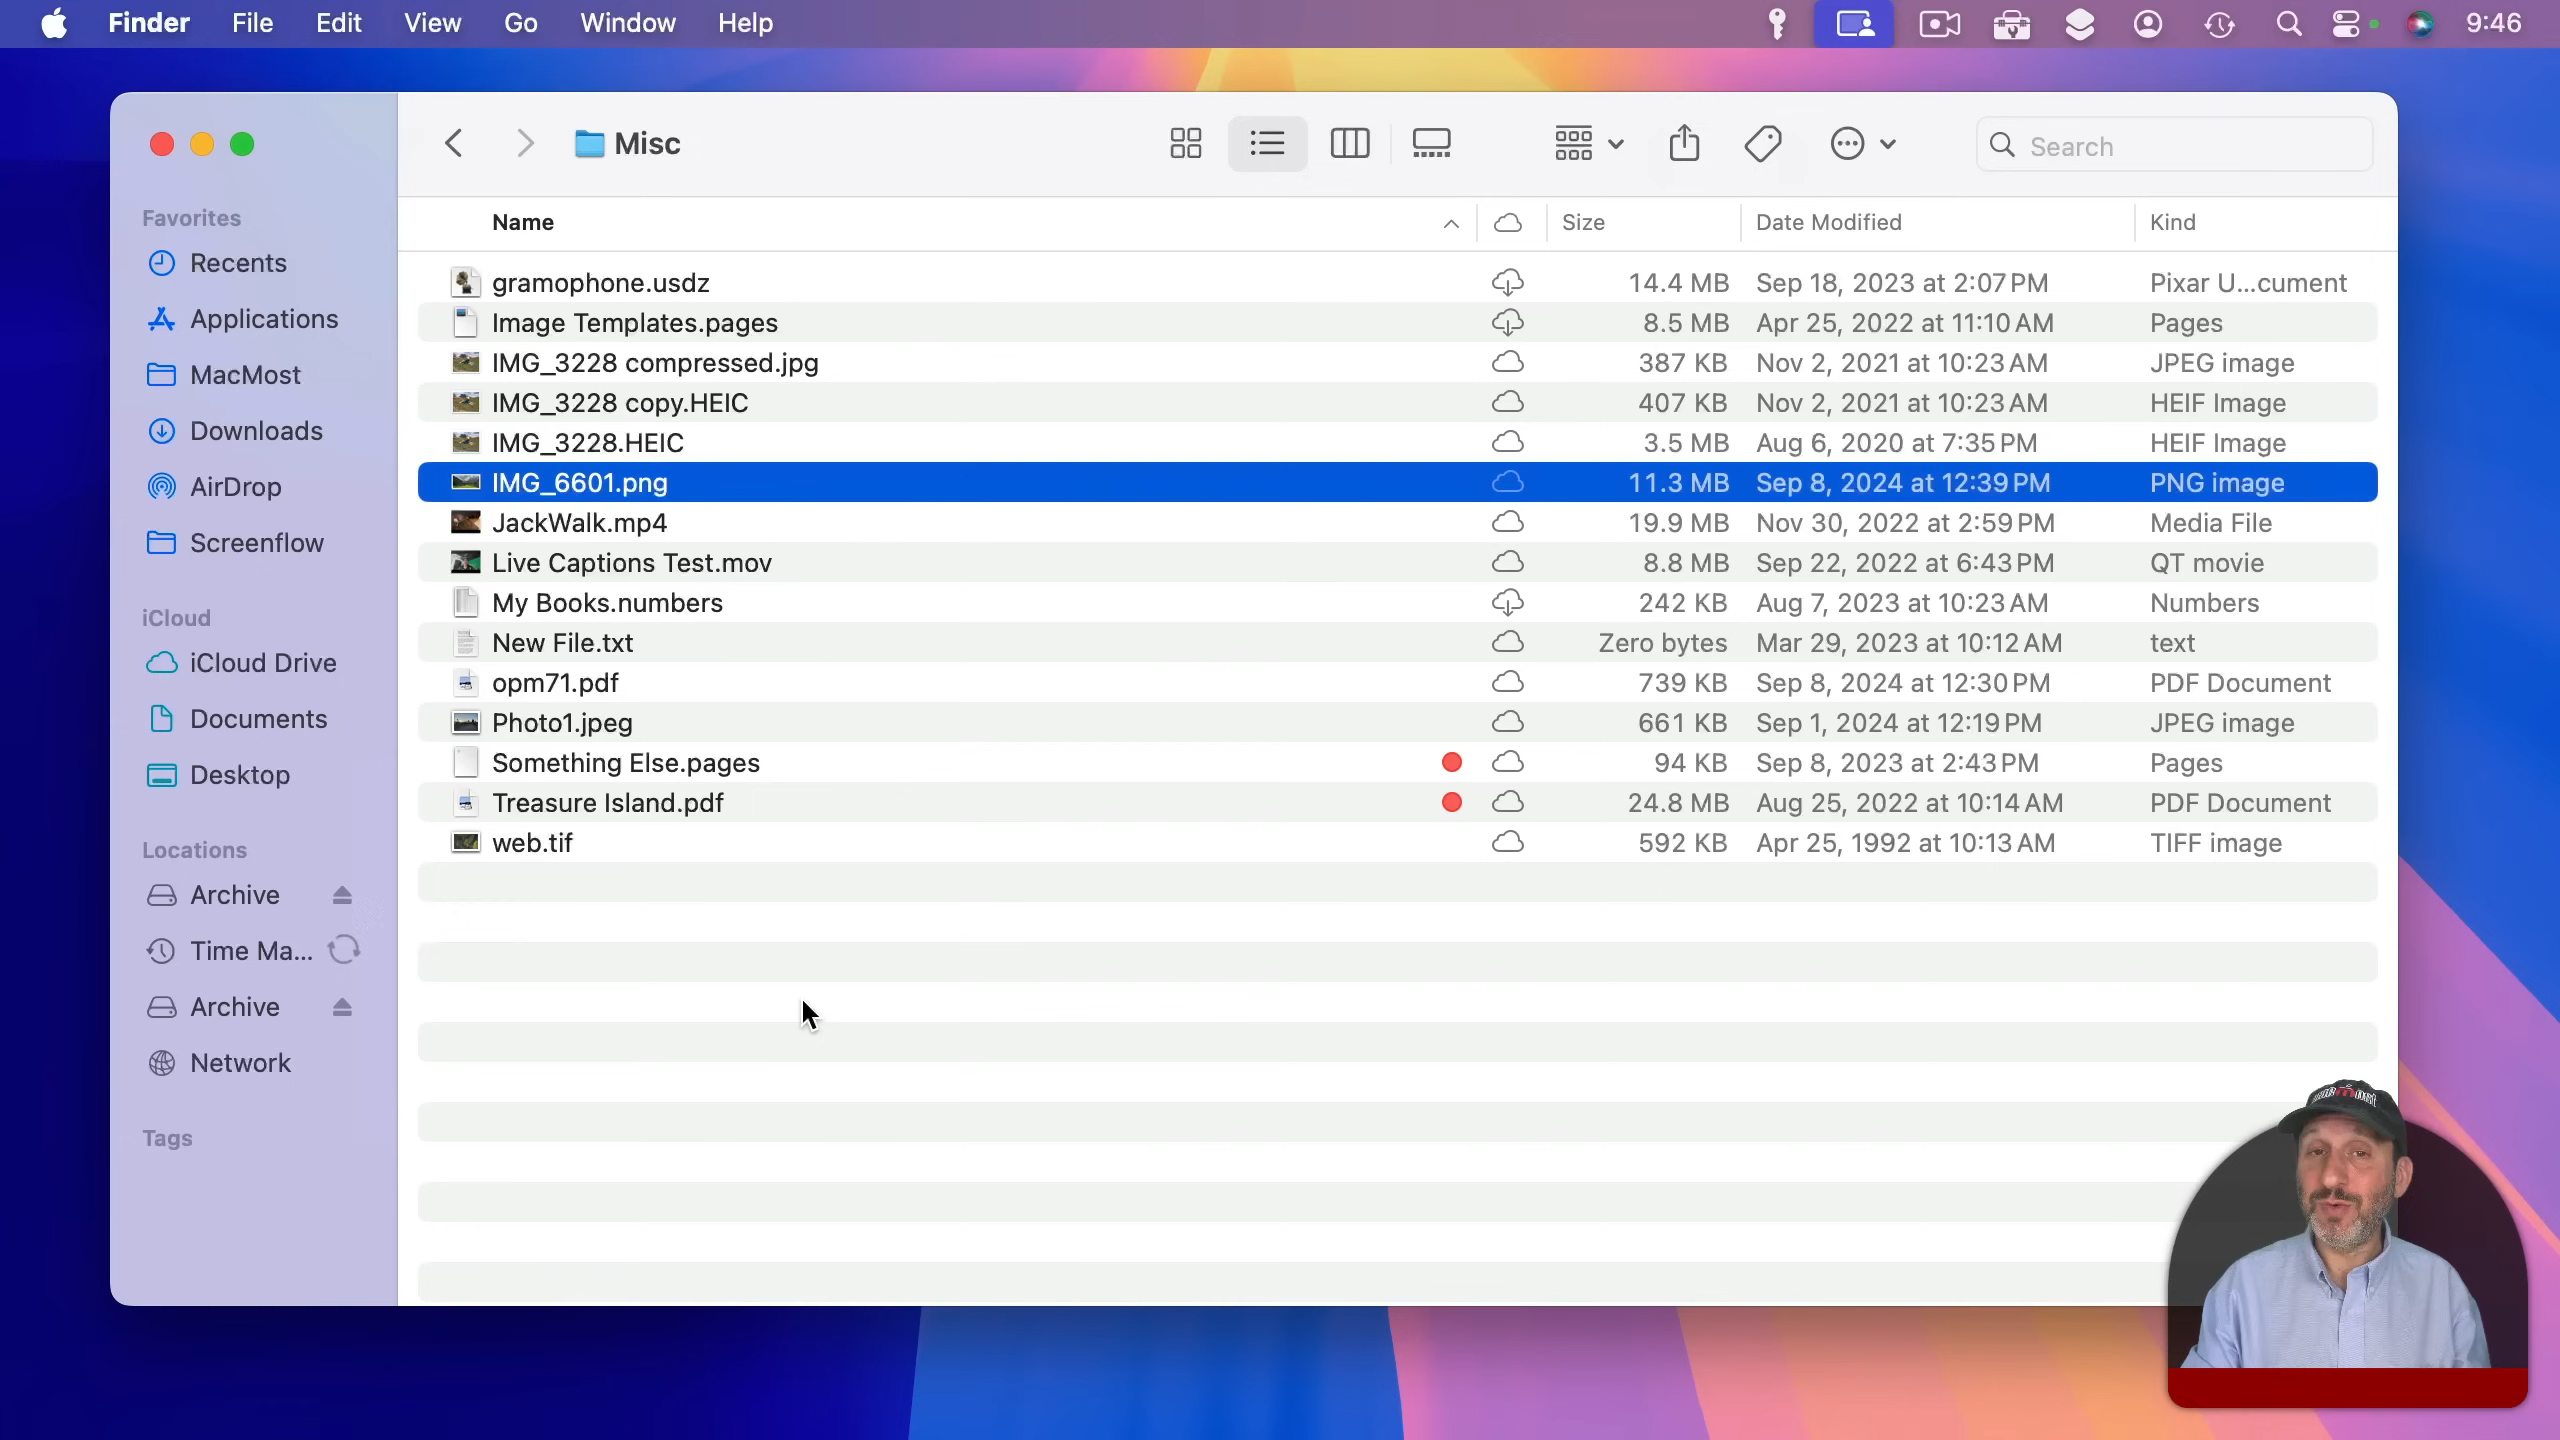 Finder File Edit View Go Window Help 9:46
Misc
Search
Favorites
Recents
Applications
MacMost
Downloads
AirDrop
Screenflow
iCloud
iCloud Drive
Documents
Desktop
Locations
Archive
Time Ma...
Archive
Network
Tags
Name Size Date Modified Kind
gramophone.usdz 14.4 MB Sep 18, 2023 at 2:07 PM Pixar U...cument
Image Templates.pages 8.5 MB Apr 25, 2022 at 11:10 AM Pages
IMG_3228 compressed.jpg 387 KB Nov 2, 2021 at 10:23 AM JPEG image
IMG_3228 copy.HEIC 407 KB Nov 2, 2021 at 10:23 AM HEIF Image
IMG_3228.HEIC 3.5 MB Aug 6, 2020 at 7:35 PM HEIF Image
IMG_6601.png 11.3 MB Sep 8, 2024 at 12:39 PM PNG image
JackWalk.mp4 19.9 MB Nov 30, 2022 at 2:59 PM Media File
Live Captions Test.mov 8.8 MB Sep 22, 2022 at 6:43 PM QT movie
My Books.numbers 242 KB Aug 7, 2023 at 10:23 AM Numbers
New File.txt Zero bytes Mar 29, 2023 at 10:12 AM text
opm71.pdf 739 KB Sep 8, 2024 at 12:30 PM PDF Document
Photo1.jpeg 661 KB Sep 1, 2024 at 12:19 PM JPEG image
Something Else.pages 94 KB Sep 8, 2023 at 2:43 PM Pages
Treasure Island.pdf 24.8 MB Aug 25, 2022 at 10:14 AM PDF Document
web.tif 592 KB Apr 25, 1992 at 10:13 AM TIFF image